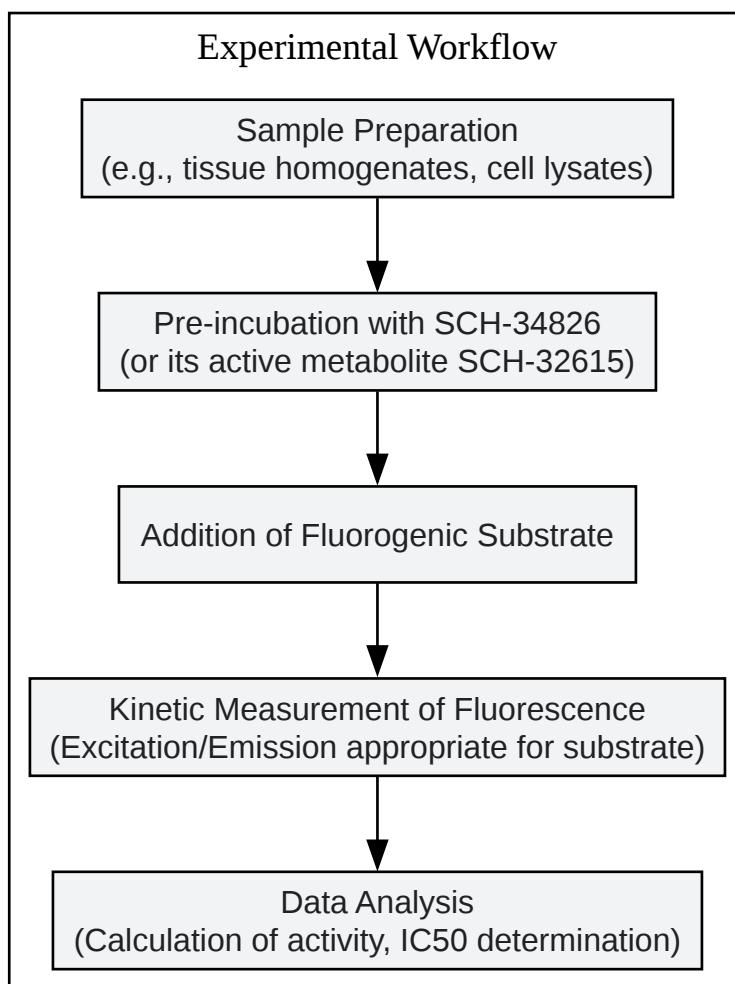 Experimental Workflow
Sample Preparation
(e.g., tissue homogenates, cell lysates)
Pre-incubation with SCH-34826
(or its active metabolite SCH-32615)
Addition of Fluorogenic Substrate
Kinetic Measurement of Fluorescence
(Excitation/Emission appropriate for substrate)
Data Analysis
(Calculation of activity, IC50 determination)